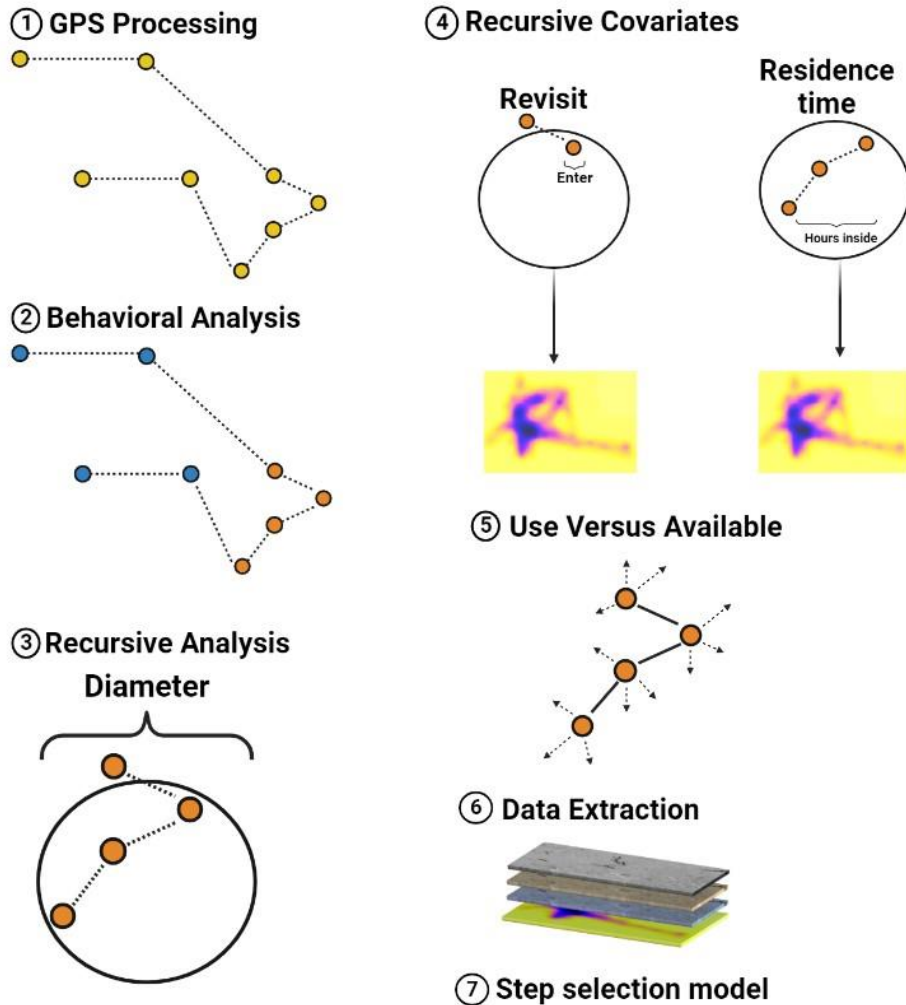 ① GPS Processing
② Behavioral Analysis
③ Recursive Analysis
Diameter
④ Recursive Covariates
Revisit
Enter
Residence
time
Hours inside
⑤ Use Versus Available
⑥ Data Extraction
⑦ Step selection model